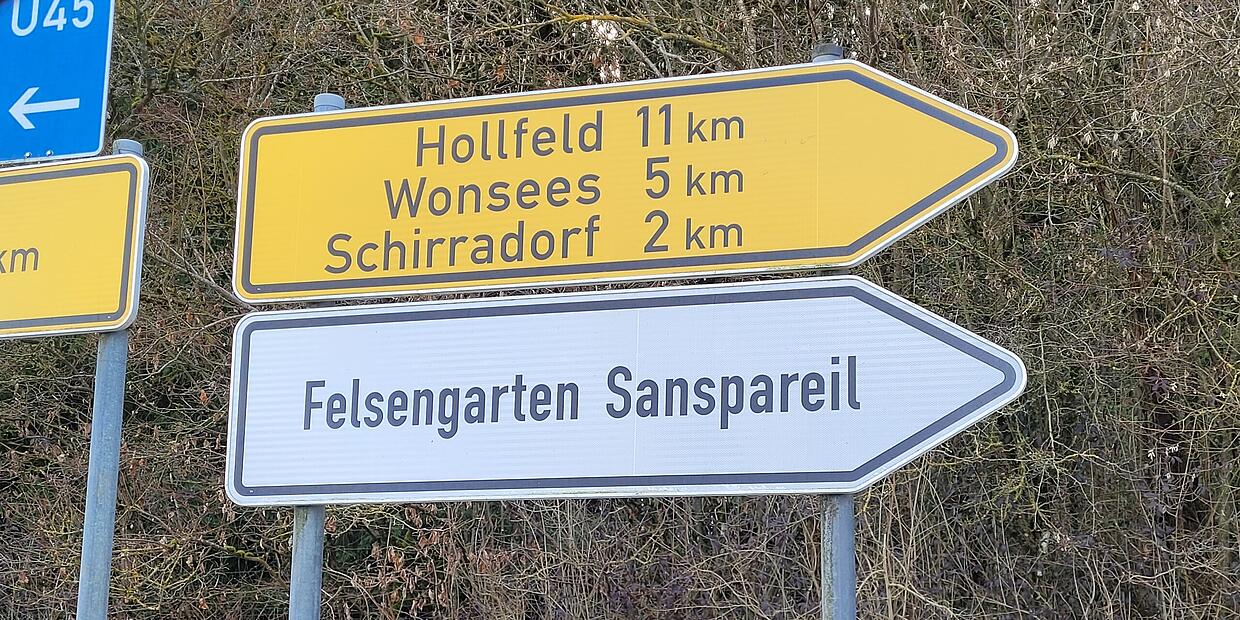 U45
km
Hollfeld 11 km
Wonsees 5 km
Schirradorf 2 km
Felsengarten Sanspareil